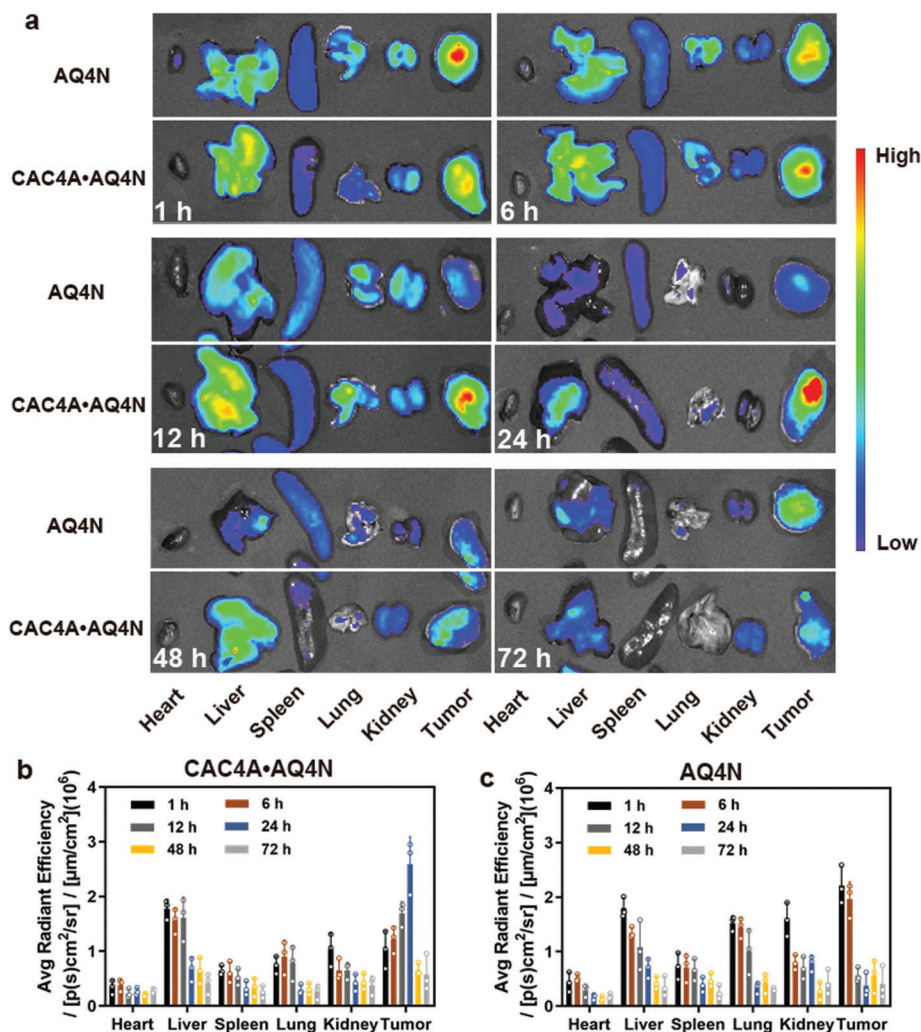 a
AQ4N
CAC4A•AQ4N
1 h
6 h
High
AQ4N
CAC4A•AQ4N
12 h
24 h
AQ4N
Low
CAC4A•AQ4N
48 h
72 h
Heart Liver Spleen Lung Kidney Tumor Heart Liver Spleen Lung Kidney Tumor
b CAC4A•AQ4N
Avg Radiant Efficiency
/ [p(s)cm²/sr] / [μm/cm²](10⁶)
4
3
2
1
0
1 h 6 h
12 h 24 h
48 h 72 h
Heart Liver Spleen Lung Kidney Tumor
c AQ4N
Avg Radiant Efficiency
/ [p(s)cm²/sr] / [μm/cm²](10⁶)
4
3
2
1
0
1 h 6 h
12 h 24 h
48 h 72 h
Heart Liver Spleen Lung Kidney Tumor